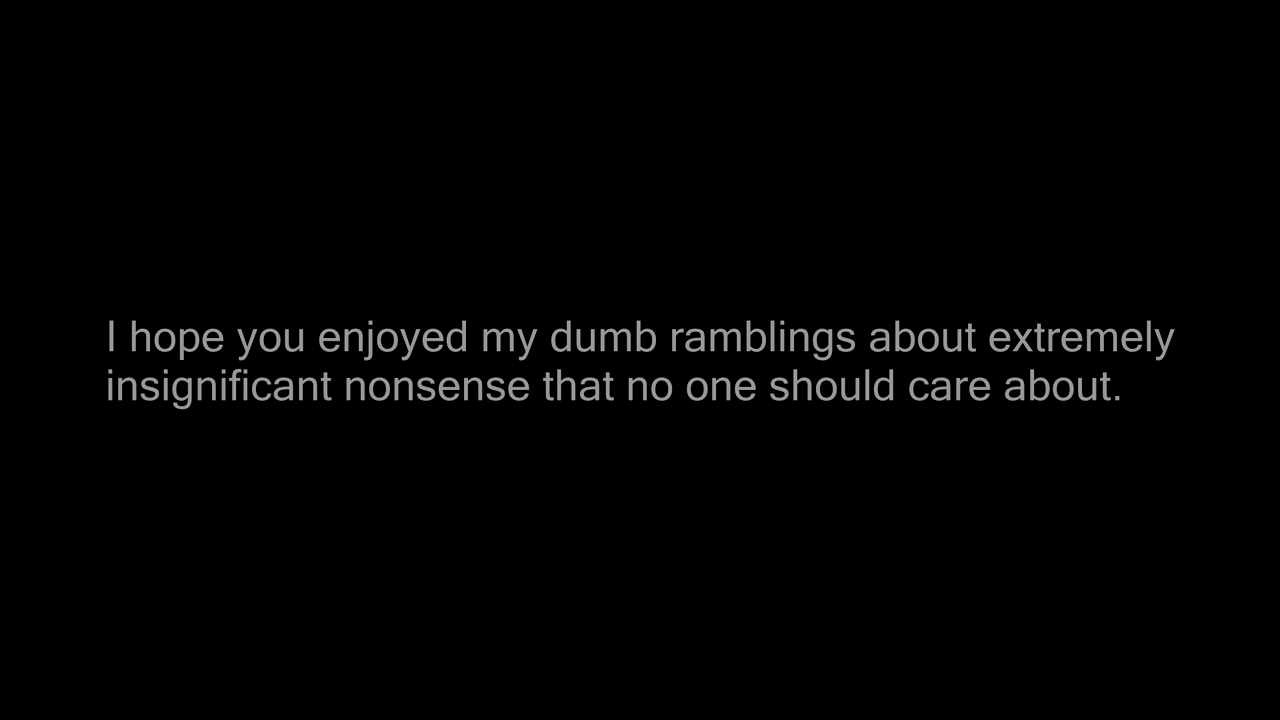 I hope you enjoyed my dumb ramblings about extremely
insignificant nonsense that no one should care about.